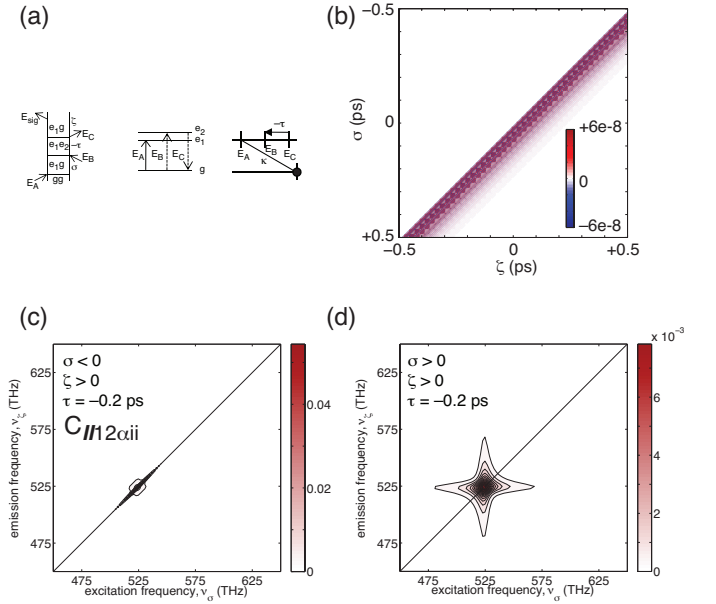 (a)
E_sig ζ
e₁g E_C
e₁e₂ −τ
E_B
e₁g σ
E_A gg
e₂
e₁
E_A E_B E_C
g
−τ
E_A E_B E_C
κ
(b)
−0.5
0
+0.5
σ (ps)
−0.5 0 +0.5
ζ (ps)
+6e-8
0
−6e-8
(c)
σ < 0
ζ > 0
τ = −0.2 ps
C_II12αii
625
575
525
475
emission frequency, ν_ζ (THz)
475 525 575 625
excitation frequency, ν_σ (THz)
0.04
0.02
0
(d)
σ > 0
ζ > 0
τ = −0.2 ps
625
575
525
475
emission frequency, ν_ζ (THz)
475 525 575 625
excitation frequency, ν_σ (THz)
x 10⁻³
6
4
2
0